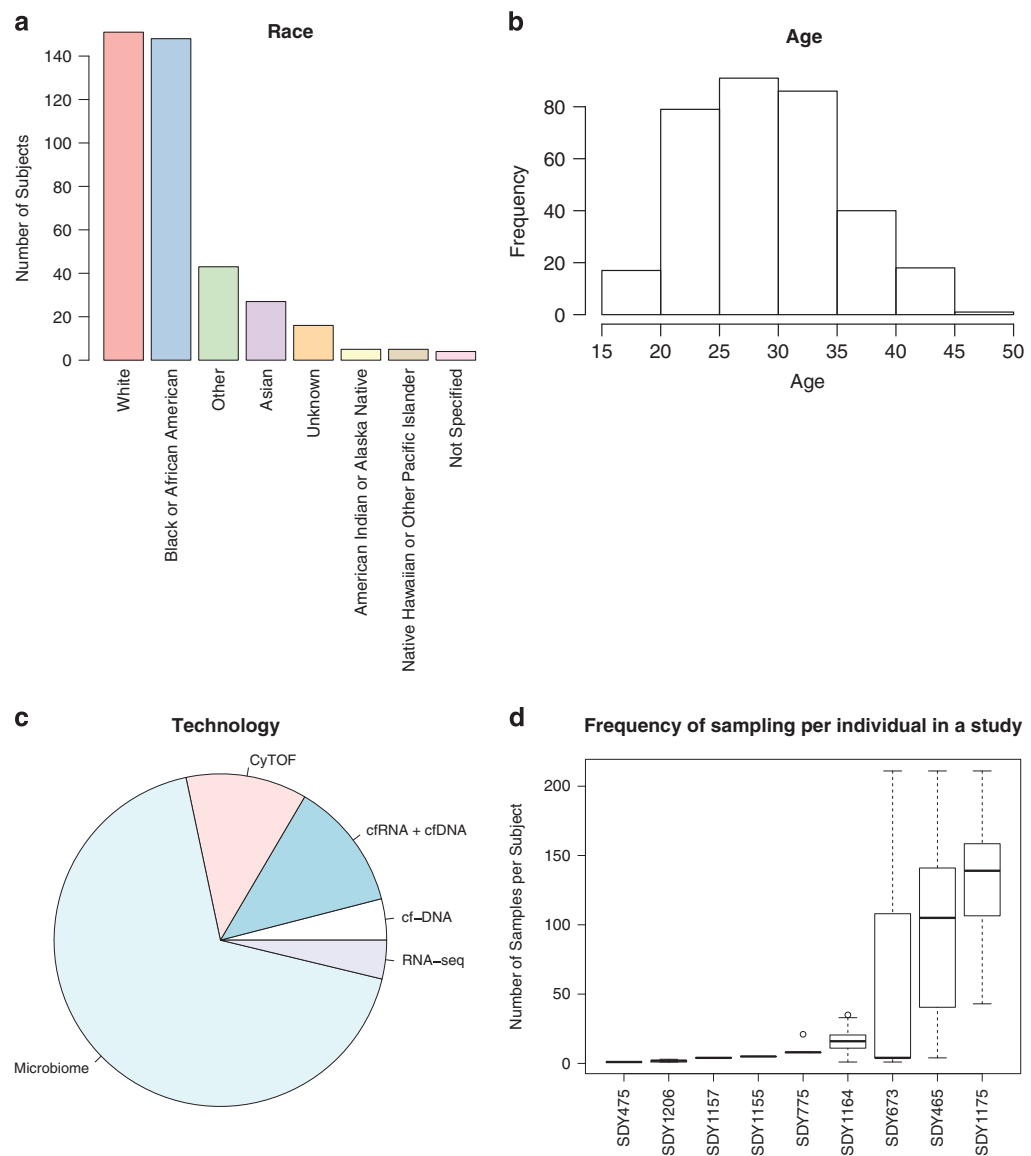 a
Race
Number of Subjects
140
120
100
80
60
40
20
0
White
Black or African American
Other
Asian
Unknown
American Indian or Alaska Native
Native Hawaiian or Other Pacific Islander
Not Specified
b
Age
Frequency
80
60
40
20
0
15 20 25 30 35 40 45 50
Age
c
Technology
CyTOF
cfRNA + cfDNA
cf–DNA
RNA–seq
Microbiome
d
Frequency of sampling per individual in a study
Number of Samples per Subject
200
150
100
50
0
SDY475
SDY1206
SDY1157
SDY1155
SDY775
SDY1164
SDY673
SDY465
SDY1175